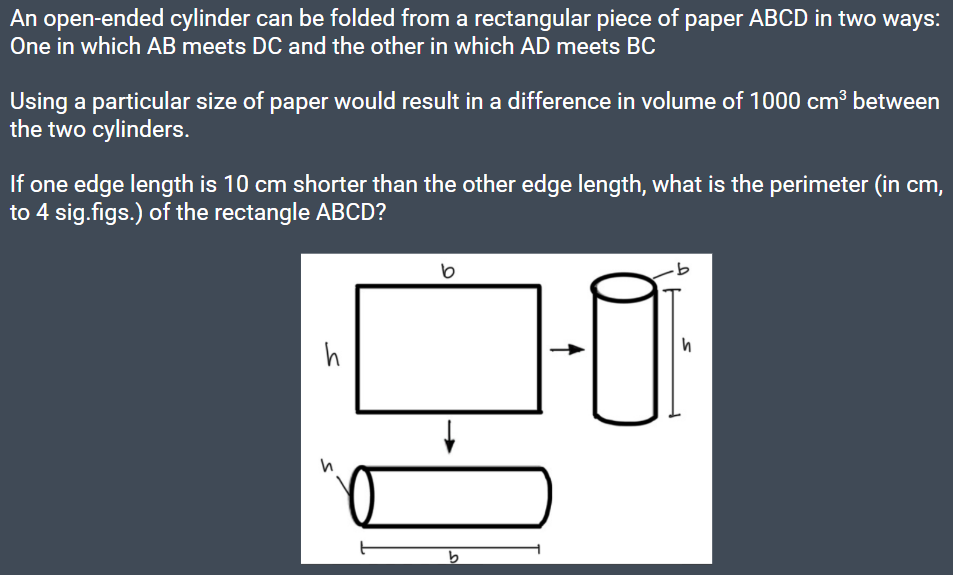 An open-ended cylinder can be folded from a rectangular piece of paper ABCD in two ways:
One in which AB meets DC and the other in which AD meets BC
Using a particular size of paper would result in a difference in volume of 1000 cm³ between
the two cylinders.
If one edge length is 10 cm shorter than the other edge length, what is the perimeter (in cm,
to 4 sig.figs.) of the rectangle ABCD?
b
b
h
h
h
b